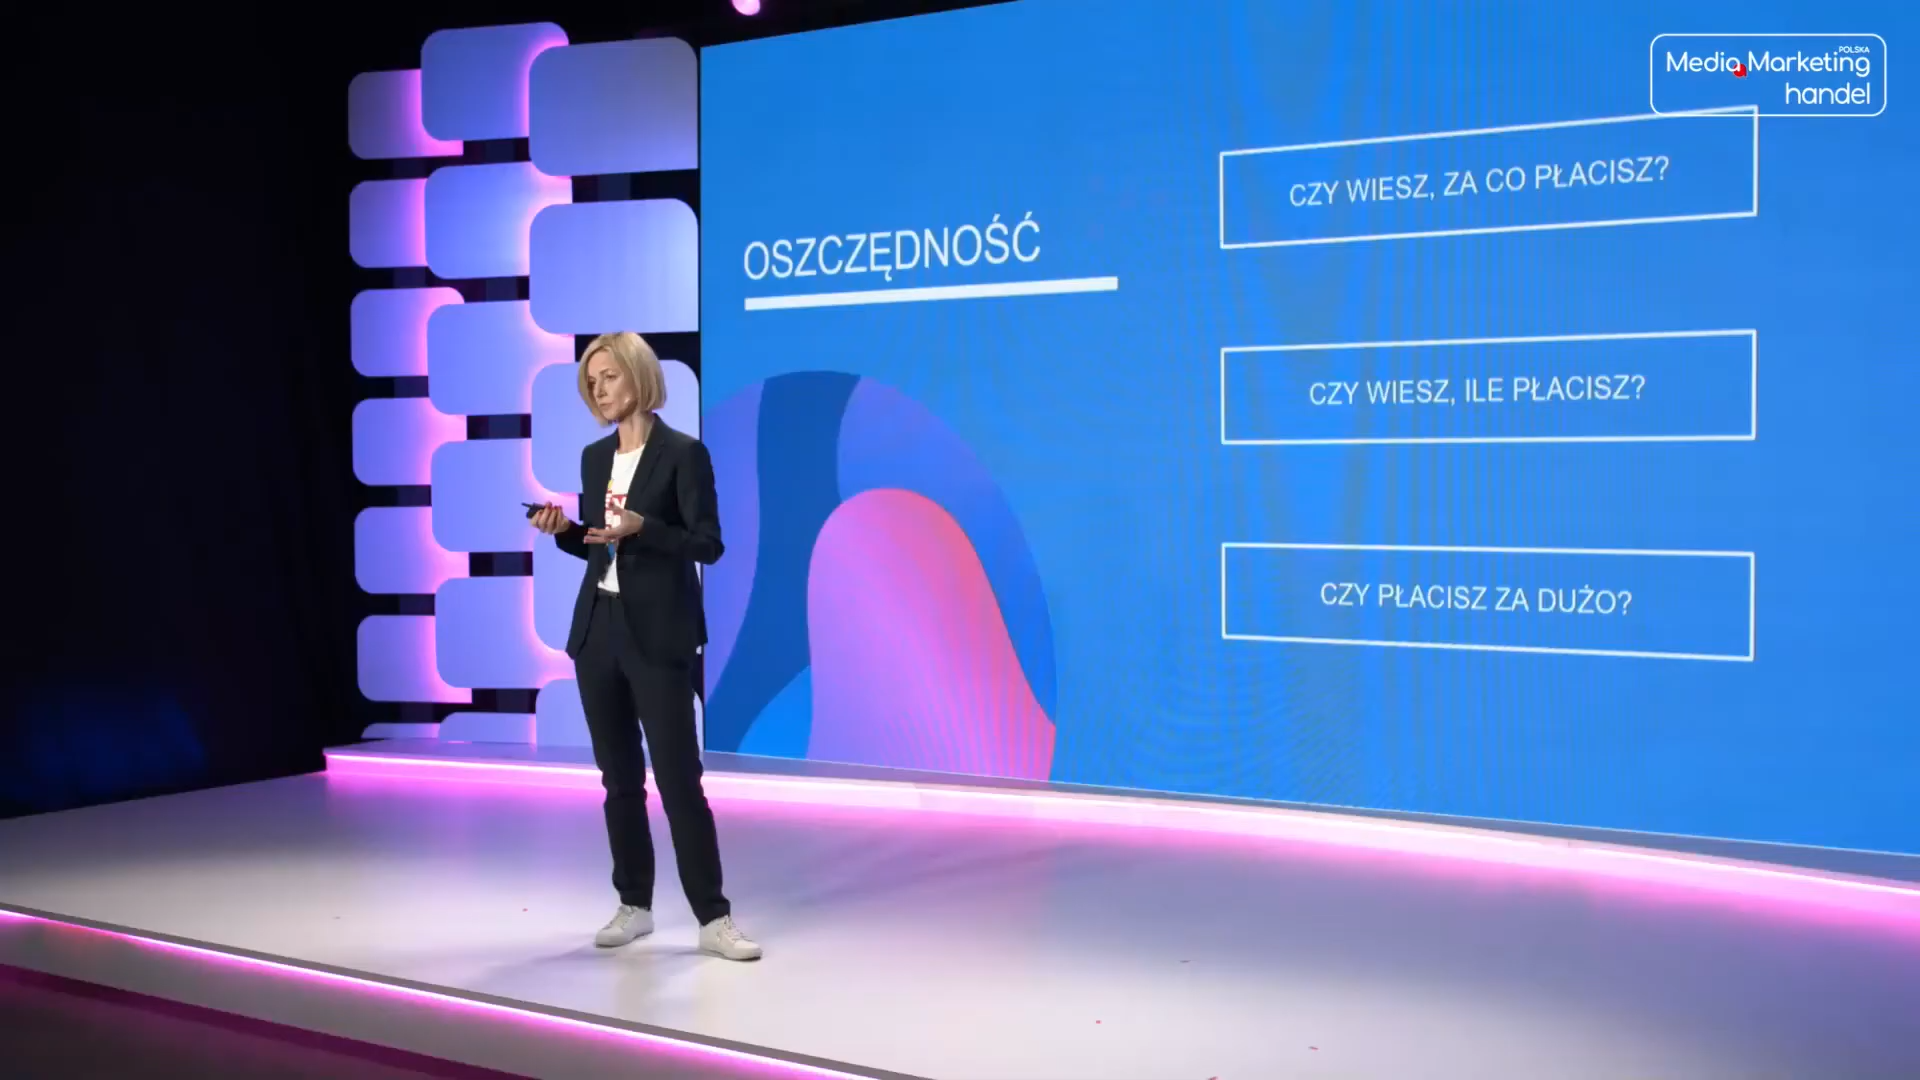 POLSKA
Media Marketing
handel
OSZCZĘDNOŚĆ
CZY WIESZ, ZA CO PŁACISZ?
CZY WIESZ, ILE PŁACISZ?
CZY PŁACISZ ZA DUŻO?